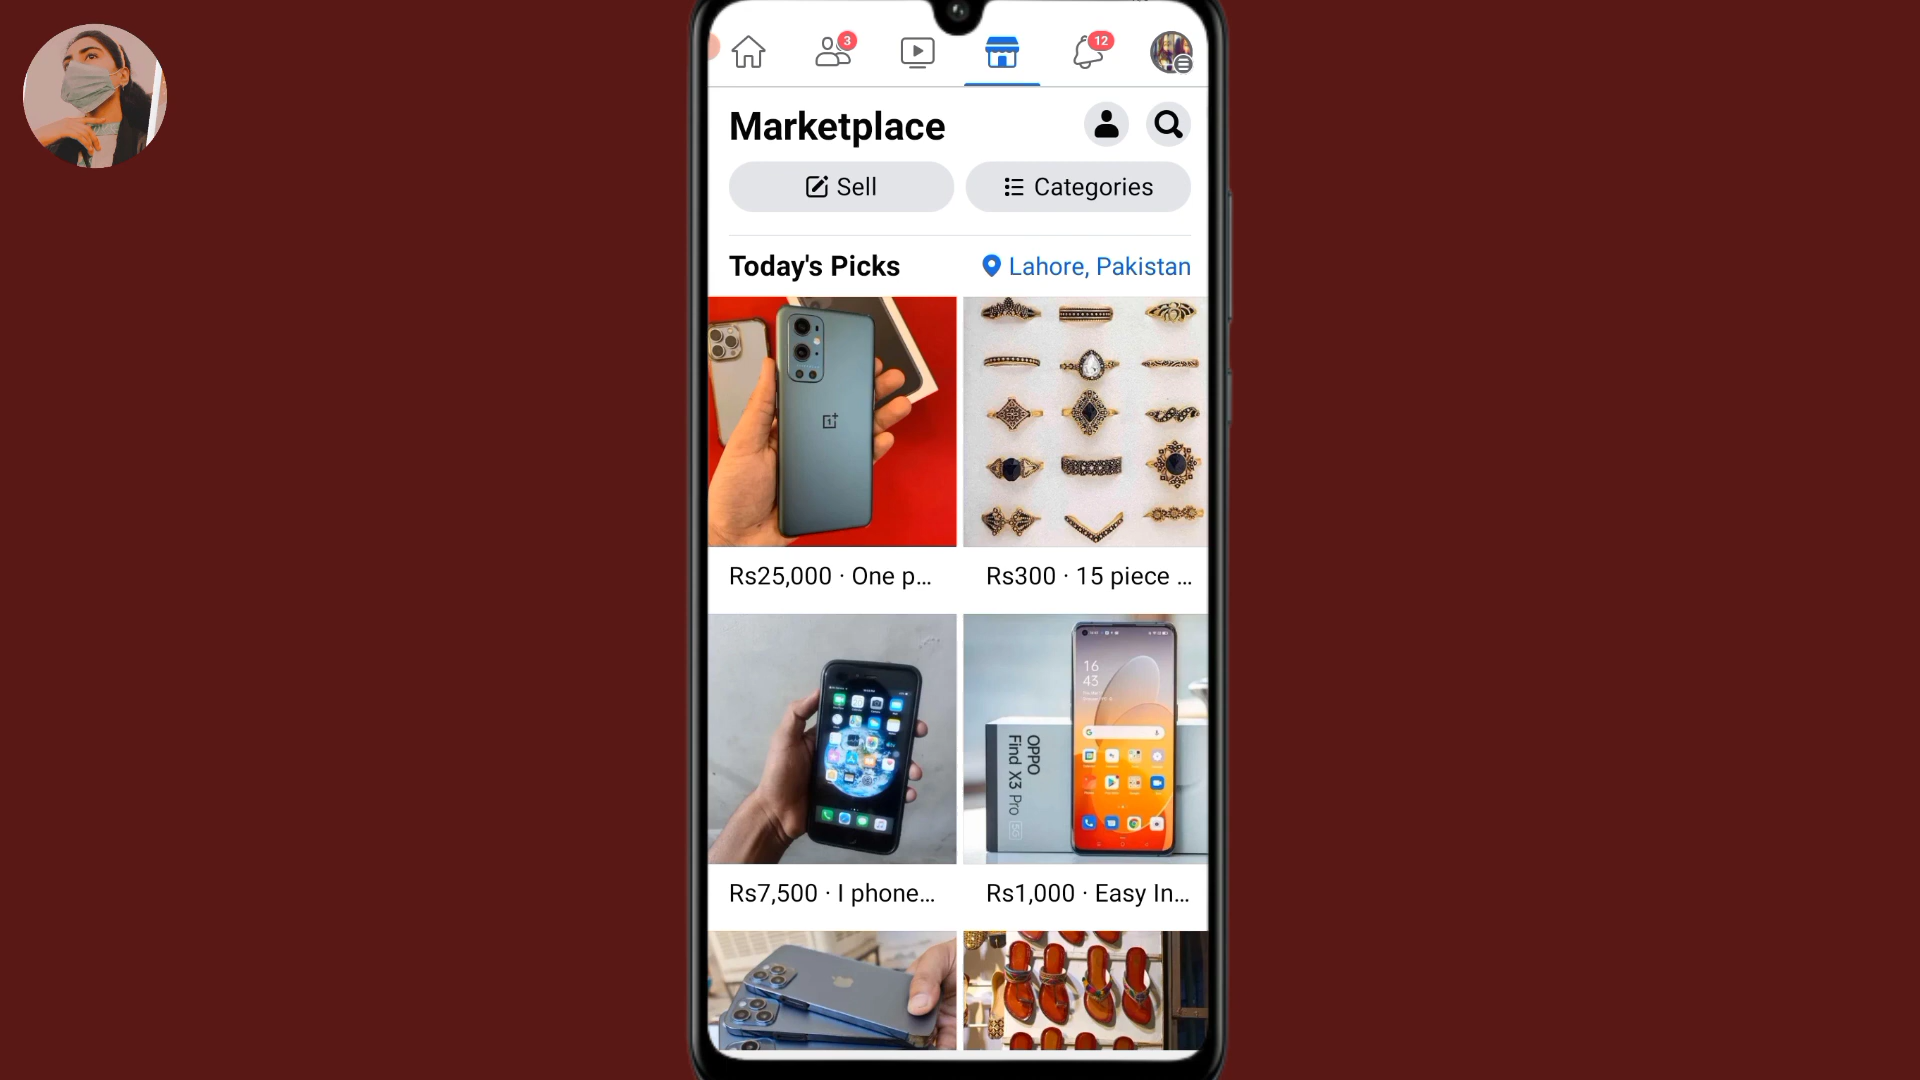 3
12
Marketplace
Sell
Categories
Today's Picks
Lahore, Pakistan
Rs25,000 · One p...
Rs300 · 15 piece ...
16
43
OPPO
Find X3 Pro
Rs7,500 · I phone...
Rs1,000 · Easy In...